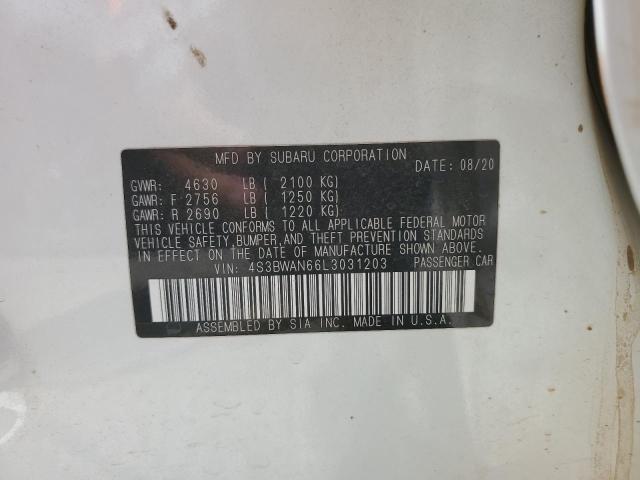 MFD BY SUBARU CORPORATION
DATE: 08/20
GVWR: 4630 LB ( 2100 KG)
GAWR: F 2756 LB ( 1250 KG)
GAWR: R 2690 LB ( 1220 KG)
THIS VEHICLE CONFORMS TO ALL APPLICABLE FEDERAL MOTOR
VEHICLE SAFETY, BUMPER, AND THEFT PREVENTION STANDARDS
IN EFFECT ON THE DATE OF MANUFACTURE SHOWN ABOVE.
VIN: 4S3BWAN66L3031203 PASSENGER CAR
ASSEMBLED BY SIA INC. MADE IN U.S.A.